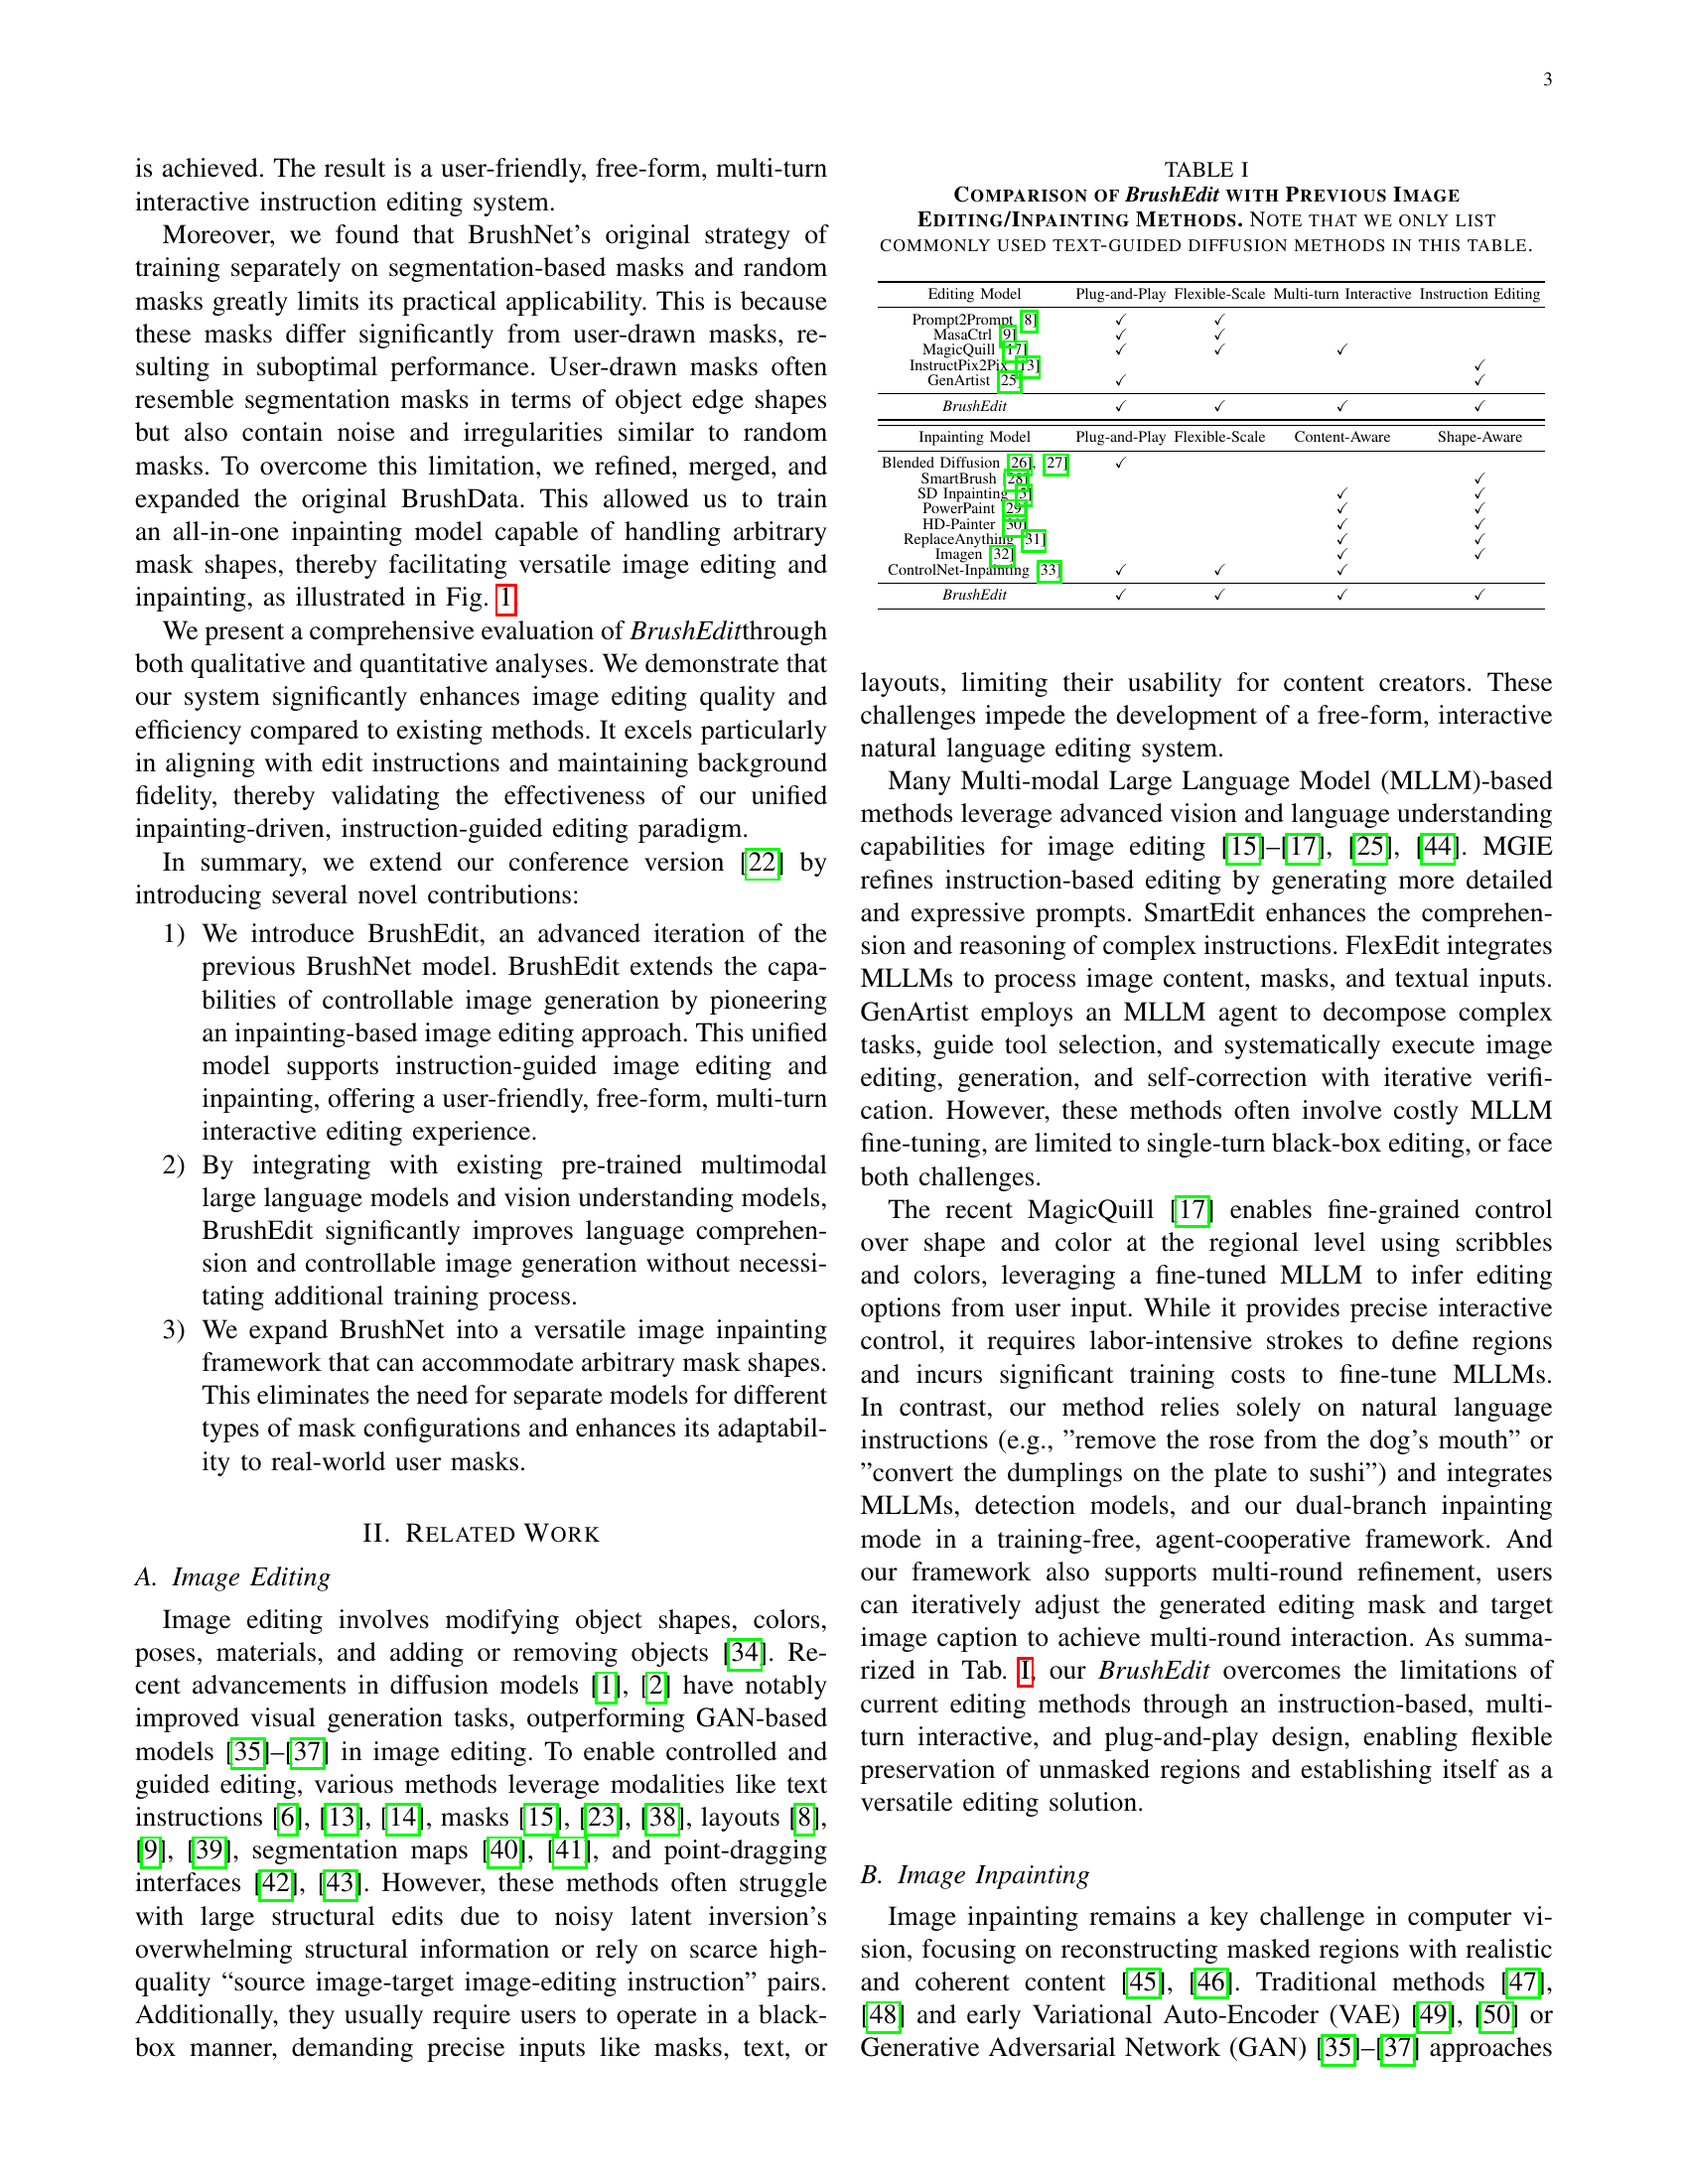 3
is achieved. The result is a user-friendly, free-form, multi-turn
interactive instruction editing system.
Moreover, we found that BrushNet's original strategy of
training separately on segmentation-based masks and random
masks greatly limits its practical applicability. This is because
these masks differ significantly from user-drawn masks, re-
sulting in suboptimal performance. User-drawn masks often
resemble segmentation masks in terms of object edge shapes
but also contain noise and irregularities similar to random
masks. To overcome this limitation, we refined, merged, and
expanded the original BrushData. This allowed us to train
an all-in-one inpainting model capable of handling arbitrary
mask shapes, thereby facilitating versatile image editing and
inpainting, as illustrated in Fig. 1
We present a comprehensive evaluation of BrushEditthrough
both qualitative and quantitative analyses. We demonstrate that
our system significantly enhances image editing quality and
efficiency compared to existing methods. It excels particularly
in aligning with edit instructions and maintaining background
fidelity, thereby validating the effectiveness of our unified
inpainting-driven, instruction-guided editing paradigm.
In summary, we extend our conference version [22] by
introducing several novel contributions:
1) We introduce BrushEdit, an advanced iteration of the
previous BrushNet model. BrushEdit extends the capa-
bilities of controllable image generation by pioneering
an inpainting-based image editing approach. This unified
model supports instruction-guided image editing and
inpainting, offering a user-friendly, free-form, multi-turn
interactive editing experience.
2) By integrating with existing pre-trained multimodal
large language models and vision understanding models,
BrushEdit significantly improves language comprehen-
sion and controllable image generation without necessi-
tating additional training process.
3) We expand BrushNet into a versatile image inpainting
framework that can accommodate arbitrary mask shapes.
This eliminates the need for separate models for different
types of mask configurations and enhances its adaptabil-
ity to real-world user masks.
II. RELATED WORK
A. Image Editing
Image editing involves modifying object shapes, colors,
poses, materials, and adding or removing objects [34]. Re-
cent advancements in diffusion models [1], [2] have notably
improved visual generation tasks, outperforming GAN-based
models [35]–[37] in image editing. To enable controlled and
guided editing, various methods leverage modalities like text
instructions [6], [13], [14], masks [15], [23], [38], layouts [8],
[9], [39], segmentation maps [40], [41], and point-dragging
interfaces [42], [43]. However, these methods often struggle
with large structural edits due to noisy latent inversion's
overwhelming structural information or rely on scarce high-
quality “source image-target image-editing instruction” pairs.
Additionally, they usually require users to operate in a black-
box manner, demanding precise inputs like masks, text, or
TABLE I
COMPARISON OF BrushEdit WITH PREVIOUS IMAGE
EDITING/INPAINTING METHODS. NOTE THAT WE ONLY LIST
COMMONLY USED TEXT-GUIDED DIFFUSION METHODS IN THIS TABLE.
Editing Model Plug-and-Play Flexible-Scale Multi-turn Interactive Instruction Editing
Prompt2Prompt [8] ✓ ✓
MasaCtrl [9] ✓ ✓
MagicQuill [17] ✓ ✓ ✓
InstructPix2Pix [13] ✓
GenArtist [25] ✓ ✓
BrushEdit ✓ ✓ ✓ ✓
Inpainting Model Plug-and-Play Flexible-Scale Content-Aware Shape-Aware
Blended Diffusion [26], [27] ✓
SmartBrush [28] ✓
SD Inpainting [5] ✓ ✓
PowerPaint [29] ✓ ✓
HD-Painter [30] ✓ ✓
ReplaceAnything [31] ✓ ✓
Imagen [32] ✓ ✓
ControlNet-Inpainting [33] ✓ ✓ ✓
BrushEdit ✓ ✓ ✓ ✓
layouts, limiting their usability for content creators. These
challenges impede the development of a free-form, interactive
natural language editing system.
Many Multi-modal Large Language Model (MLLM)-based
methods leverage advanced vision and language understanding
capabilities for image editing [15]–[17], [25], [44]. MGIE
refines instruction-based editing by generating more detailed
and expressive prompts. SmartEdit enhances the comprehen-
sion and reasoning of complex instructions. FlexEdit integrates
MLLMs to process image content, masks, and textual inputs.
GenArtist employs an MLLM agent to decompose complex
tasks, guide tool selection, and systematically execute image
editing, generation, and self-correction with iterative verifi-
cation. However, these methods often involve costly MLLM
fine-tuning, are limited to single-turn black-box editing, or face
both challenges.
The recent MagicQuill [17] enables fine-grained control
over shape and color at the regional level using scribbles
and colors, leveraging a fine-tuned MLLM to infer editing
options from user input. While it provides precise interactive
control, it requires labor-intensive strokes to define regions
and incurs significant training costs to fine-tune MLLMs.
In contrast, our method relies solely on natural language
instructions (e.g., ”remove the rose from the dog's mouth” or
”convert the dumplings on the plate to sushi”) and integrates
MLLMs, detection models, and our dual-branch inpainting
mode in a training-free, agent-cooperative framework. And
our framework also supports multi-round refinement, users
can iteratively adjust the generated editing mask and target
image caption to achieve multi-round interaction. As summa-
rized in Tab. I, our BrushEdit overcomes the limitations of
current editing methods through an instruction-based, multi-
turn interactive, and plug-and-play design, enabling flexible
preservation of unmasked regions and establishing itself as a
versatile editing solution.
B. Image Inpainting
Image inpainting remains a key challenge in computer vi-
sion, focusing on reconstructing masked regions with realistic
and coherent content [45], [46]. Traditional methods [47],
[48] and early Variational Auto-Encoder (VAE) [49], [50] or
Generative Adversarial Network (GAN) [35]–[37] approaches